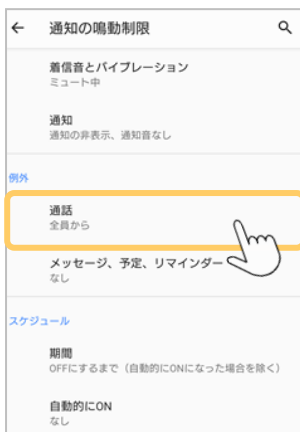 通知の鳴動制限
着信音とバイブレーション
ミュート中
通知
通知の非表示、通知音なし
例外
通話
全員から
メッセージ、予定、リマインダー
なし
スケジュール
期間
OFFにするまで（自動的にONになった場合を除く）
自動的にON
なし